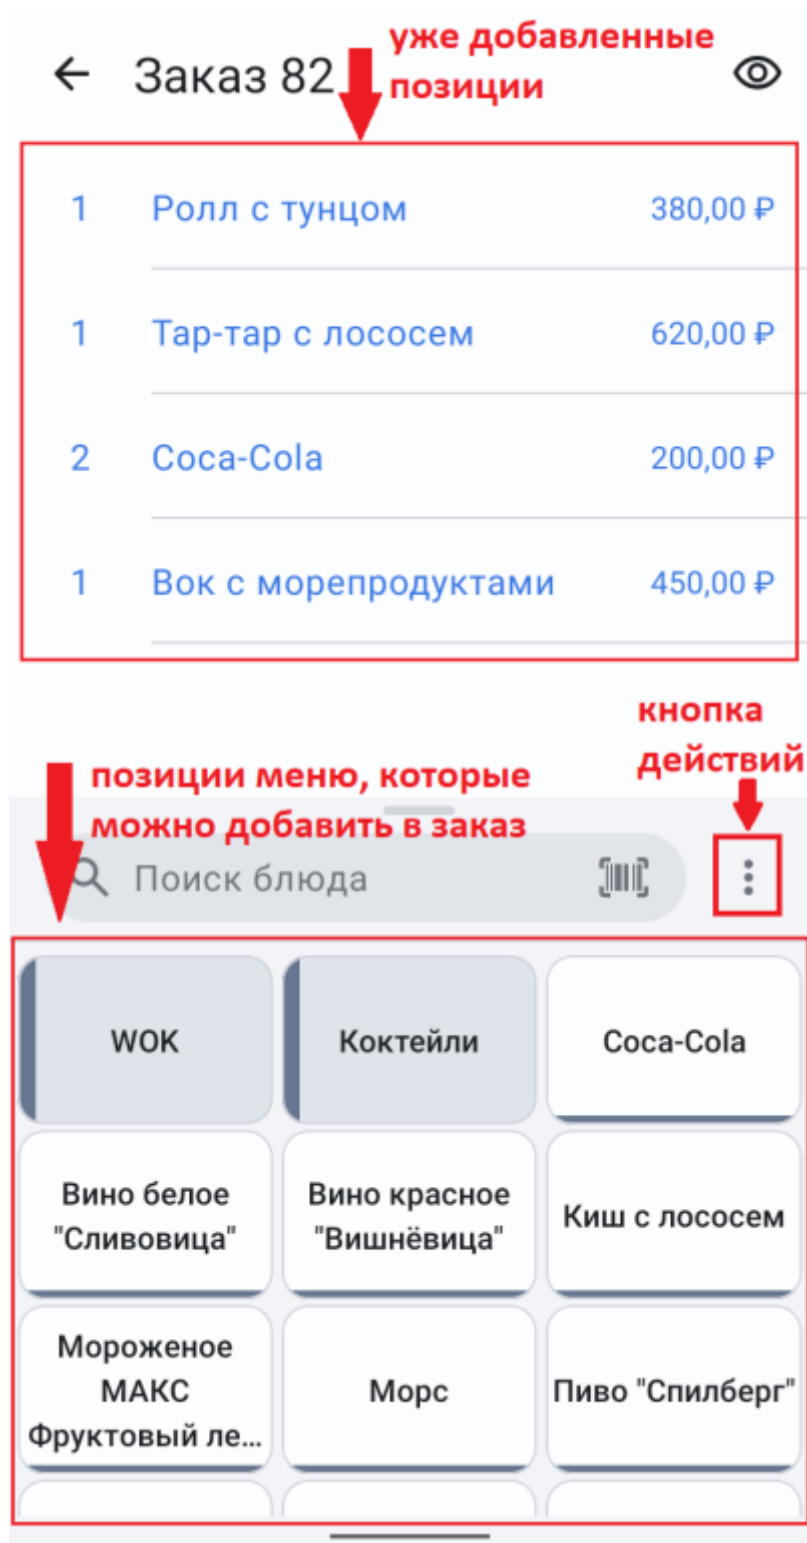 уже добавленные
позиции
Заказ 82
1 Ролл с тунцом 380,00 ₽
1 Тар-тар с лососем 620,00 ₽
2 Coca-Cola 200,00 ₽
1 Вок с морепродуктами 450,00 ₽
кнопка
действий
позиции меню, которые
можно добавить в заказ
Поиск блюда
WOK
Коктейли
Coca-Cola
Вино белое
"Сливовица"
Вино красное
"Вишнёвица"
Киш с лососем
Мороженое
МАКС
Фруктовый ле...
Морс
Пиво "Спилберг"